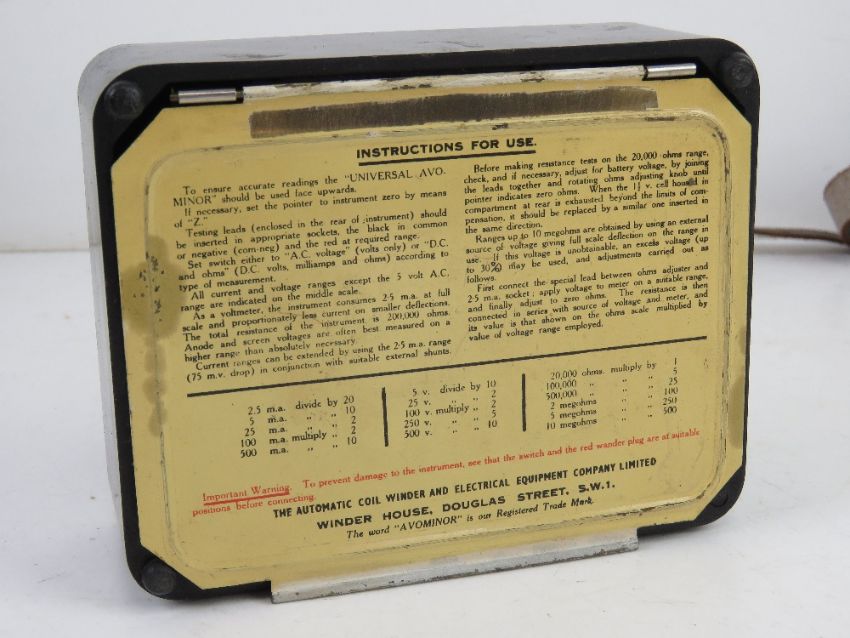 INSTRUCTIONS FOR USE.
To ensure accurate readings the "UNIVERSAL AVO-
MINOR" should be used face upwards.
If necessary, set the pointer to instrument zero by means
of "Z."
Testing leads (enclosed in the rear of instrument) should
be inserted in appropriate sockets, the black in common
or negative (com-neg) and the red at required range.
Set switch either to "A.C. voltage" (volts only) or "D.C.
and ohms" (D.C. volts, milliamps and ohms) according to
type of measurement.
All current and voltage ranges except the 5 volt A.C.
range are indicated on the middle scale.
As a voltmeter, the instrument consumes 2·5 m.a. at full
scale and proportionately less current on smaller deflections.
The total resistance of the instrument is 200,000 ohms.
Anode and screen voltages are often best measured on a
higher range than absolutely necessary.
Current ranges can be extended by using the 2·5 m.a. range
(75 m.v. drop) in conjunction with suitable external shunts.
Before making resistance tests on the 20,000 ohms range,
check, and if necessary, adjust for battery voltage, by joining
the leads together and rotating ohms adjusting knob until
pointer indicates zero ohms. When the 1½ v. cell housed in
compartment at rear is exhausted beyond the limits of com-
pensation, it should be replaced by a similar one inserted in
the same direction.
Ranges up to 10 megohms are obtained by using an external
source of voltage giving full scale deflection on the range in
use. If this voltage is unobtainable, an excess voltage (up
to 30%) may be used, and adjustments carried out as
follows.
First connect the special lead between ohms adjuster and
2·5 m.a. socket; apply voltage to meter on a suitable range,
and finally adjust to zero ohms. The resistance is then
connected in series with source of voltage and meter, and
its value is that shown on the ohms scale multiplied by
value of voltage range employed.
2.5 m.a. divide by 20
5 m.a. " " 10
25 m.a. " " 2
100 m.a. multiply " 2
500 m.a. " " 10
5 v. divide by 10
25 v. " " 2
100 v. multiply " 2
250 v. " " 5
500 v. " " 10
20,000 ohms. multiply by 1
100,000 " " " 5
500,000 " " " 25
2 megohms " " 100
5 megohms " " 250
10 megohms " " 500
Important Warning. To prevent damage to the instrument, see that the switch and the red wander plug are at suitable
positions before connecting.
THE AUTOMATIC COIL WINDER AND ELECTRICAL EQUIPMENT COMPANY LIMITED
WINDER HOUSE, DOUGLAS STREET, S.W.1.
The word "AVOMINOR" is our Registered Trade Mark.